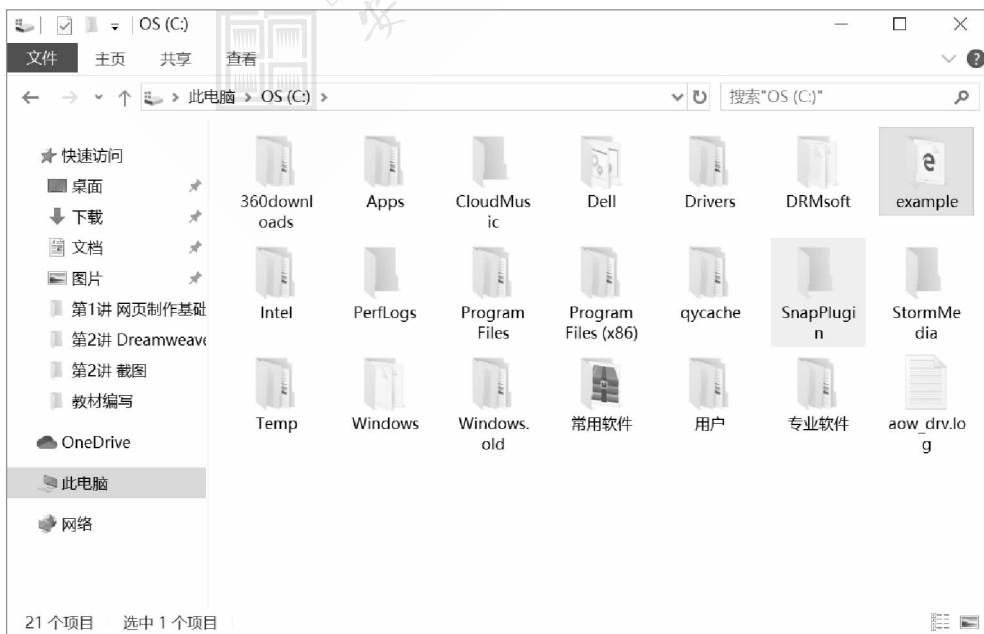 OS (C:)
文件 主页 共享 查看
此电脑 > OS (C:) >
搜索"OS (C:)"
快速访问
桌面
下载
文档
图片
第1讲 网页制作基础
第2讲 Dreamweave
第2讲 截图
教材编写
OneDrive
此电脑
网络
360downl
oads
Apps
CloudMus
ic
Dell
Drivers
DRMsoft
example
Intel
PerfLogs
Program
Files
Program
Files (x86)
qycache
SnapPlugi
n
StormMe
dia
Temp
Windows
Windows.
old
常用软件
用户
专业软件
aow_drv.lo
g
21 个项目 选中 1 个项目